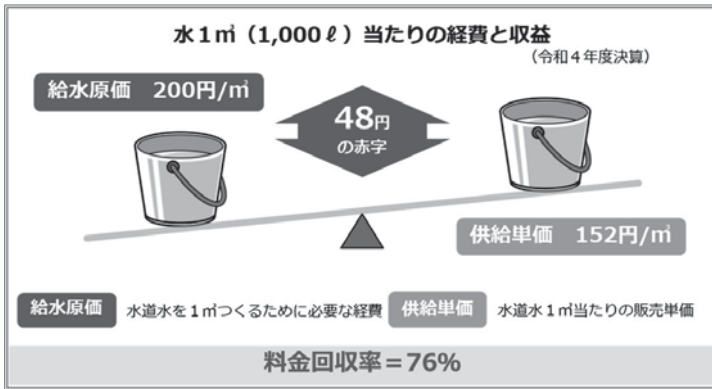 水1㎥(1,000ℓ)当たりの経費と収益
(令和4年度決算)
給水原価 200円/㎥
48円
の赤字
供給単価 152円/㎥
給水原価 水道水を1㎥つくるために必要な経費 供給単価 水道水1㎥当たりの販売単価
料金回収率=76%